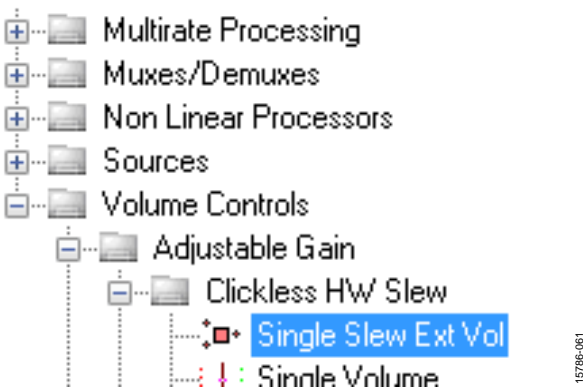 Multirate Processing
Muxes/Demuxes
Non Linear Processors
Sources
Volume Controls
Adjustable Gain
Clickless HW Slew
Single Slew Ext Vol
Single Volume
15786-061